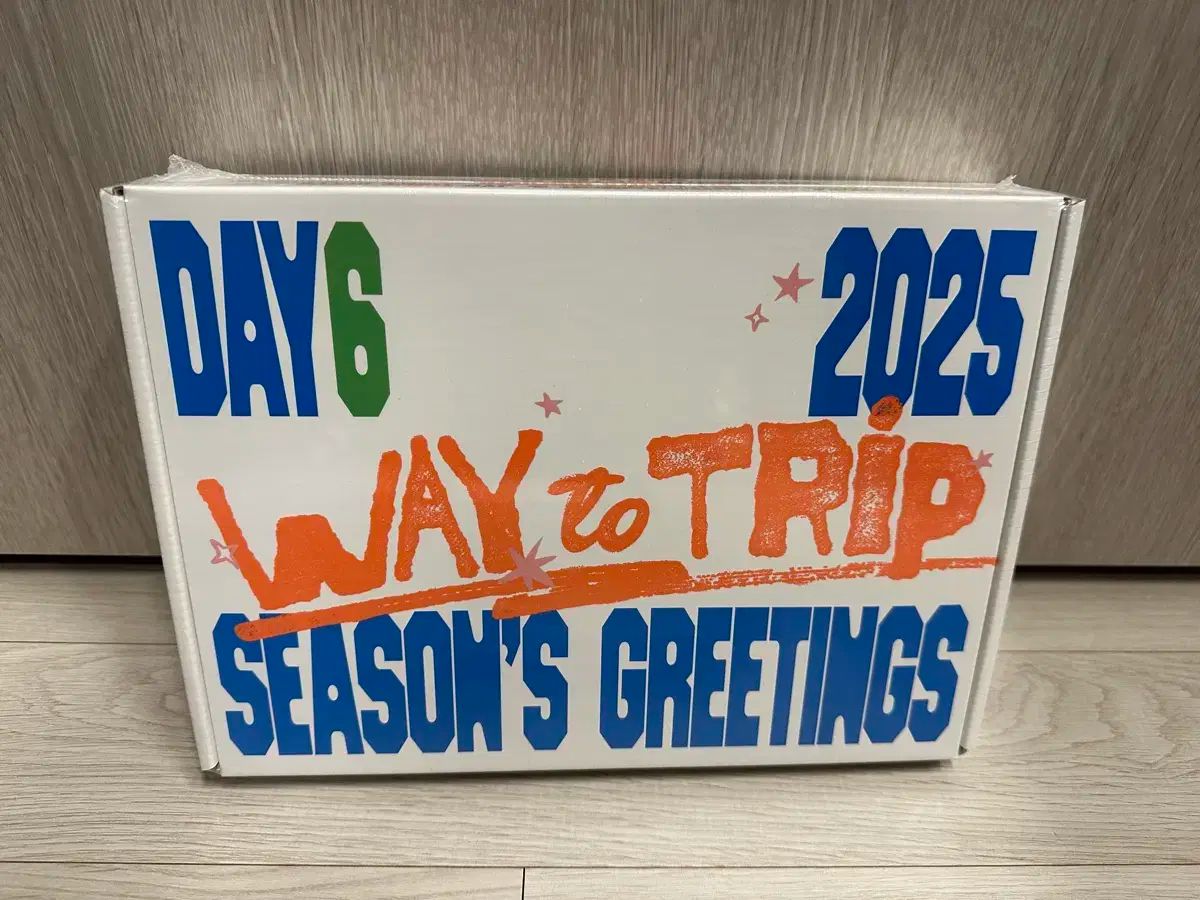 DAY6
2025
WAY to TRiP
SEASON'S GREETINGS